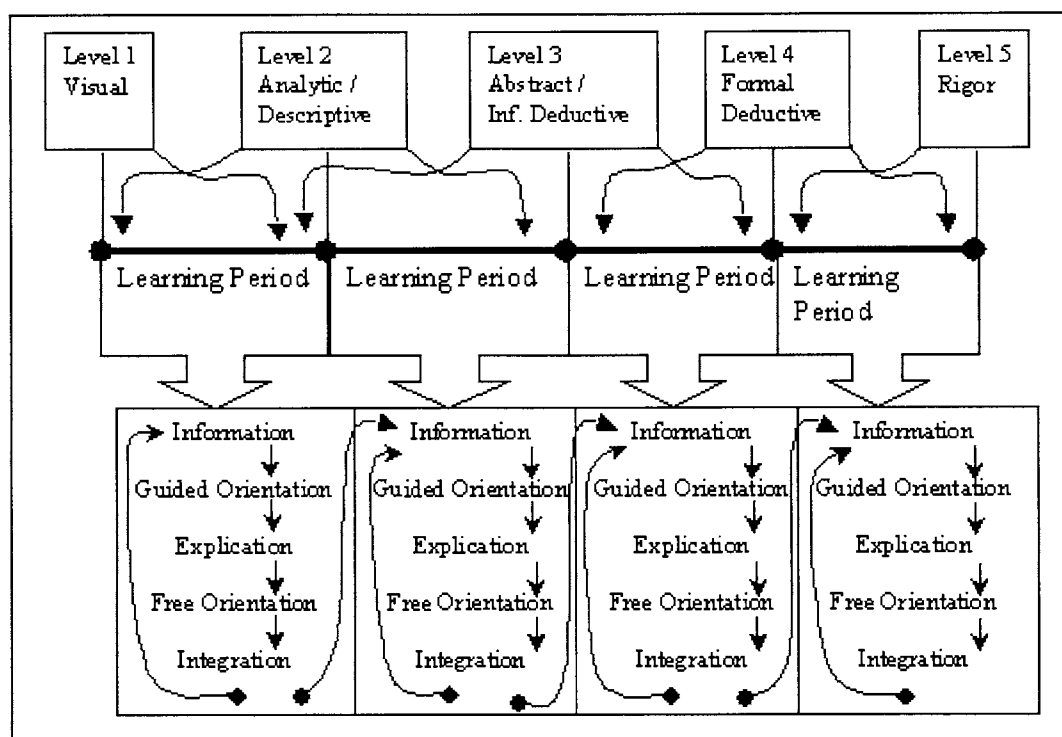 Level 1
Visual
Level 2
Analytic /
Descriptive
Level 3
Abstract /
Inf. Deductive
Level 4
Formal
Deductive
Level 5
Rigor
Learning Period
Learning Period
Learning Period
Learning
Period
Information
Guided Orientation
Explication
Free Orientation
Integration
Information
Guided Orientation
Explication
Free Orientation
Integration
Information
Guided Orientation
Explication
Free Orientation
Integration
Information
Guided Orientation
Explication
Free Orientation
Integration